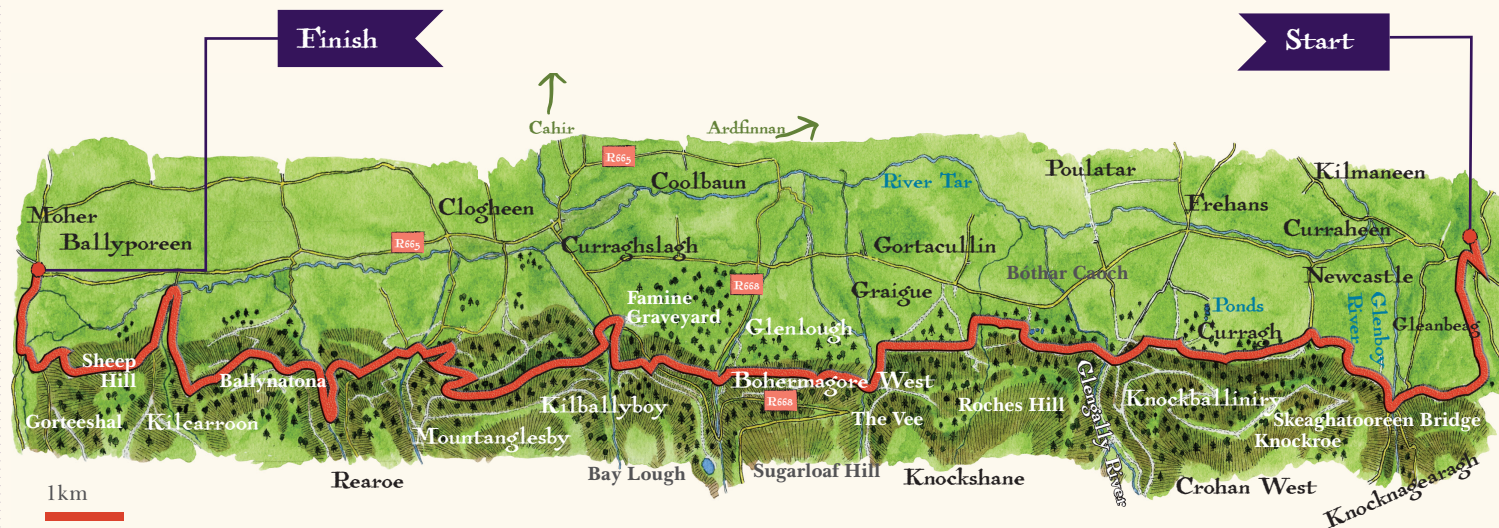 Finish
Start
Cahir
Ardfinnan
R665
Coolbaun
River Tar
Poulatar
Kilmaneen
Moher
Ballyporeen
Clogheen
Frehans
Curraheen
R665
Curraghslagh
Gortacullin
Bóthar Caoch
Newcastle
R668
Famine
Graveyard
Graigue
Glenlough
Ponds
Curragh
Glenboy
River
Gleanbeag
Sheep
Hill
Ballynatona
Bohermagore West
R668
Gorteeshal
Kilcarroon
Kilballyboy
Mountanglesby
The Vee
Roches Hill
Glengally River
Knockballiniry
Skeaghatooreen Bridge
Knockroe
Rearoe
Bay Lough
Sugarloaf Hill
Knockshane
Crohan West
Knocknagearagh
1km